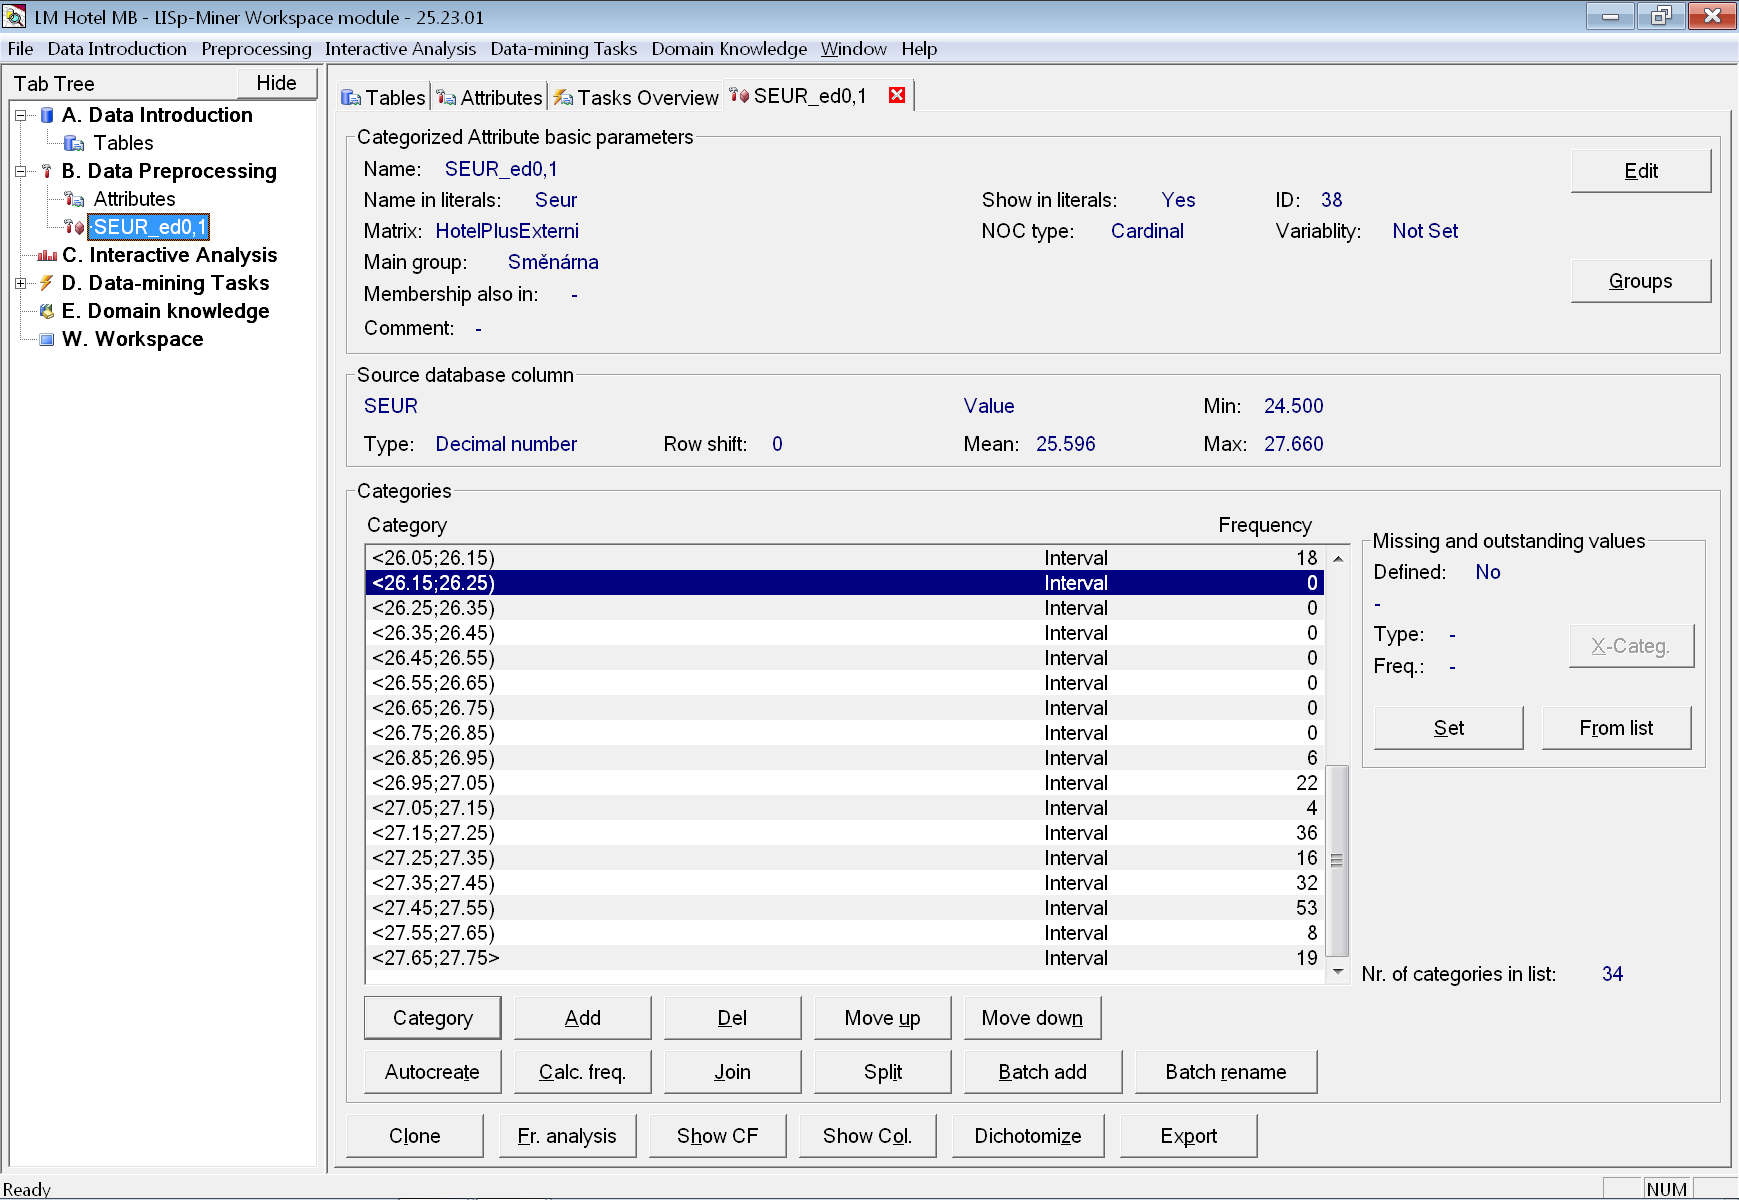 LM Hotel MB - LISp-Miner Workspace module - 25.23.01
File Data Introduction Preprocessing Interactive Analysis Data-mining Tasks Domain Knowledge Window Help
Tab Tree Hide
A. Data Introduction
Tables
B. Data Preprocessing
Attributes
SEUR_ed0,1
C. Interactive Analysis
D. Data-mining Tasks
E. Domain knowledge
W. Workspace
Tables Attributes Tasks Overview SEUR_ed0,1
Categorized Attribute basic parameters
Name: SEUR_ed0,1 Edit
Name in literals: Seur Show in literals: Yes ID: 38
Matrix: HotelPlusExterni NOC type: Cardinal Variablity: Not Set
Main group: Směnárna
Groups
Membership also in: -
Comment: -
Source database column
SEUR Value Min: 24.500
Type: Decimal number Row shift: 0 Mean: 25.596 Max: 27.660
Categories
Category Frequency
<26.05;26.15) Interval 18
<26.15;26.25) Interval 0
<26.25;26.35) Interval 0
<26.35;26.45) Interval 0
<26.45;26.55) Interval 0
<26.55;26.65) Interval 0
<26.65;26.75) Interval 0
<26.75;26.85) Interval 0
<26.85;26.95) Interval 6
<26.95;27.05) Interval 22
<27.05;27.15) Interval 4
<27.15;27.25) Interval 36
<27.25;27.35) Interval 16
<27.35;27.45) Interval 32
<27.45;27.55) Interval 53
<27.55;27.65) Interval 8
<27.65;27.75> Interval 19
Missing and outstanding values
Defined: No
-
Type: -
X-Categ.
Freq.: -
Set From list
Nr. of categories in list: 34
Category Add Del Move up Move down
Autocreate Calc. freq. Join Split Batch add Batch rename
Clone Fr. analysis Show CF Show Col. Dichotomize Export
Ready NUM